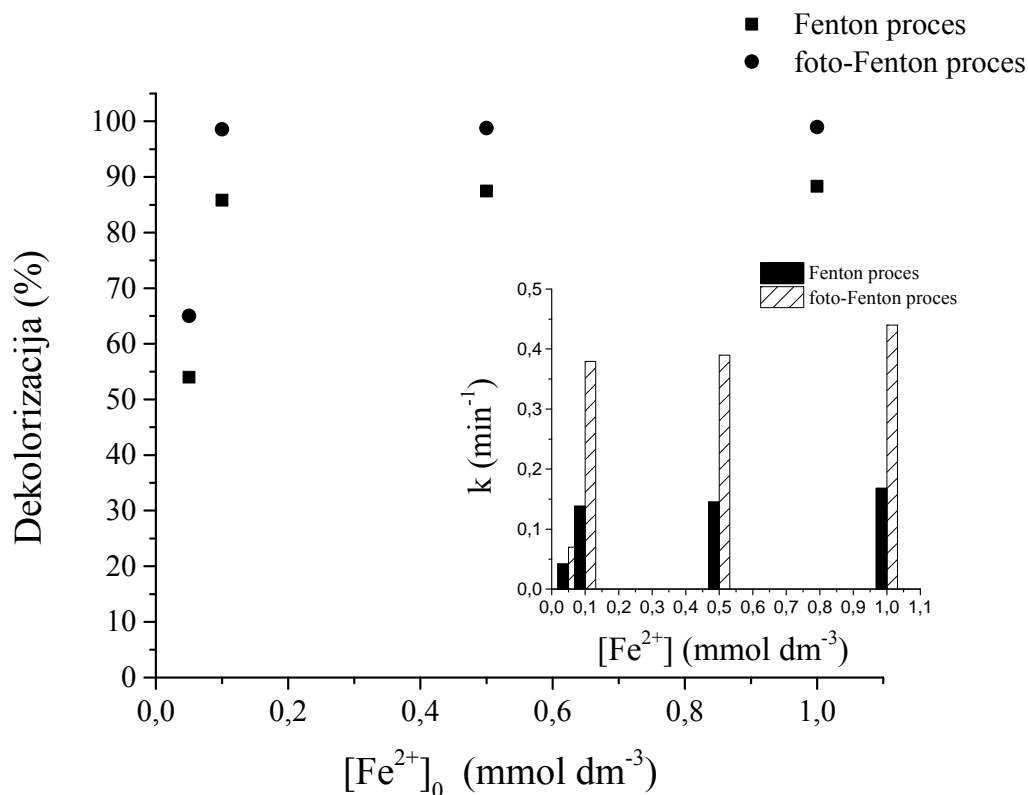 Fenton proces
foto-Fenton proces
Dekolorizacija (%)
100
90
80
70
60
50
40
30
20
10
0
0,0 0,2 0,4 0,6 0,8 1,0
[Fe²⁺]₀ (mmol dm⁻³)
Fenton proces
foto-Fenton proces
k (min⁻¹)
0,5
0,4
0,3
0,2
0,1
0,0
0,0 0,1 0,2 0,3 0,4 0,5 0,6 0,7 0,8 0,9 1,0 1,1
[Fe²⁺] (mmol dm⁻³)